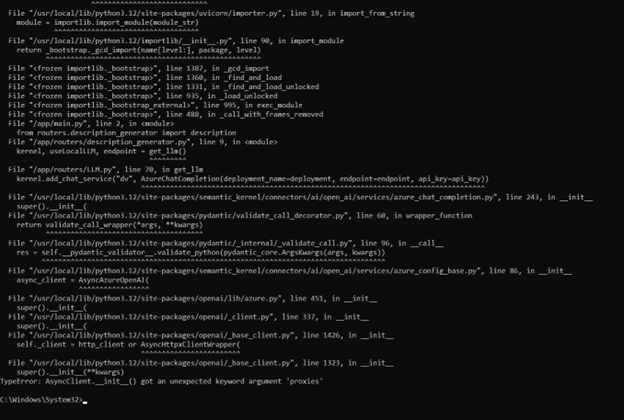 ^^^^^^^^^^^^^^^^^^^^^^^^^^^^
File "/usr/local/lib/python3.12/site-packages/uvicorn/importer.py", line 19, in import_from_string
module = importlib.import_module(module_str)
^^^^^^^^^^^^^^^^^^^^^^^^^^^^^^^^^^^
File "/usr/local/lib/python3.12/importlib/__init__.py", line 90, in import_module
return _bootstrap._gcd_import(name[level:], package, level)
^^^^^^^^^^^^^^^^^^^^^^^^^^^^^^^^^^^^^^^^^^^^^^^^^^^^
File "<frozen importlib._bootstrap>", line 1387, in _gcd_import
File "<frozen importlib._bootstrap>", line 1360, in _find_and_load
File "<frozen importlib._bootstrap>", line 1331, in _find_and_load_unlocked
File "<frozen importlib._bootstrap>", line 935, in _load_unlocked
File "<frozen importlib._bootstrap_external>", line 995, in exec_module
File "<frozen importlib._bootstrap>", line 488, in _call_with_frames_removed
File "/app/main.py", line 2, in <module>
from routers.description_generator import description
File "/app/routers/description_generator.py", line 9, in <module>
kernel, useLocalLLM, endpoint = get_llm()
^^^^^^^^^
File "/app/routers/LLM.py", line 70, in get_llm
kernel.add_chat_service("dv", AzureChatCompletion(deployment_name=deployment, endpoint=endpoint, api_key=api_key))
^^^^^^^^^^^^^^^^^^^^^^^^^^^^^^^^^^^^^^^^^^^^^^^^^^^^^^^^^^^^^^^^^^^^^^^^^^^^^^^^^^^
File "/usr/local/lib/python3.12/site-packages/semantic_kernel/connectors/ai/open_ai/services/azure_chat_completion.py", line 243, in __init__
super().__init__(
File "/usr/local/lib/python3.12/site-packages/pydantic/validate_call_decorator.py", line 60, in wrapper_function
return validate_call_wrapper(*args, **kwargs)
^^^^^^^^^^^^^^^^^^^^^^^^^^^^^^^^^^^^^^
File "/usr/local/lib/python3.12/site-packages/pydantic/_internal/_validate_call.py", line 96, in __call__
res = self.__pydantic_validator__.validate_python(pydantic_core.ArgsKwargs(args, kwargs))
^^^^^^^^^^^^^^^^^^^^^^^^^^^^^^^^^^^^^^^^^^^^^^^^^^^^^^^^^^^^^^^^^^^^^^^^^^^^^^^^^^^
File "/usr/local/lib/python3.12/site-packages/semantic_kernel/connectors/ai/open_ai/services/azure_config_base.py", line 86, in __init__
async_client = AsyncAzureOpenAI(
^^^^^^^^^^^^^^^^^
File "/usr/local/lib/python3.12/site-packages/openai/lib/azure.py", line 451, in __init__
super().__init__(
File "/usr/local/lib/python3.12/site-packages/openai/_client.py", line 337, in __init__
super().__init__(
File "/usr/local/lib/python3.12/site-packages/openai/_base_client.py", line 1426, in __init__
self._client = http_client or AsyncHttpxClientWrapper(
^^^^^^^^^^^^^^^^^^^^^^^^
File "/usr/local/lib/python3.12/site-packages/openai/_base_client.py", line 1323, in __init__
super().__init__(**kwargs)
TypeError: AsyncClient.__init__() got an unexpected keyword argument 'proxies'
C:\Windows\System32>